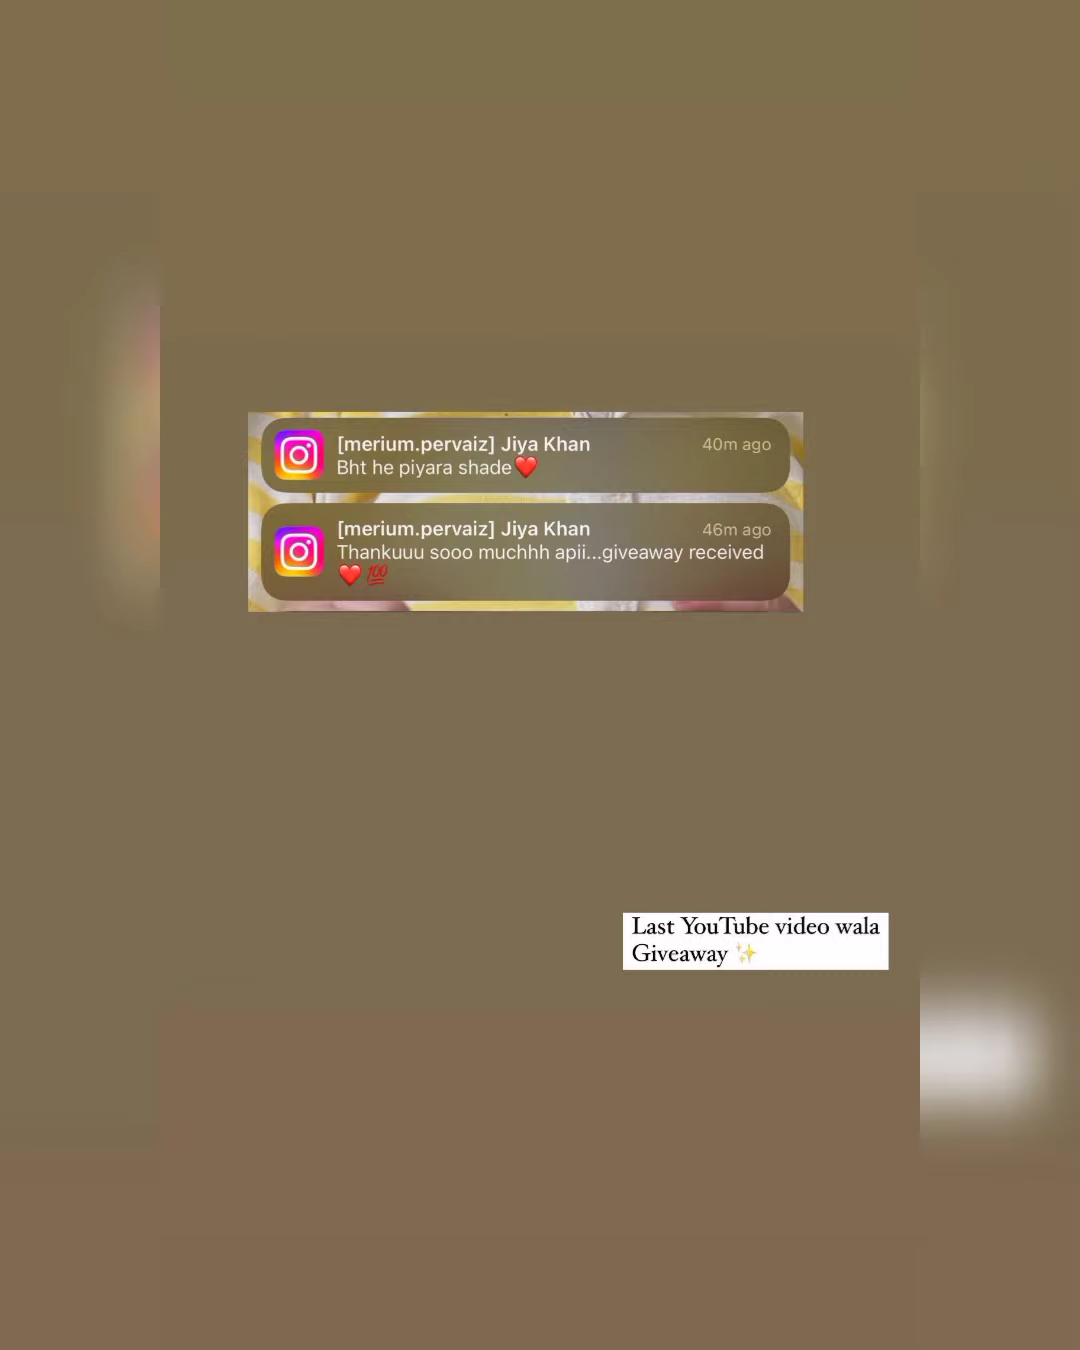 [merium.pervaiz] Jiya Khan 40m ago
Bht he piyara shade❤️
[merium.pervaiz] Jiya Khan 46m ago
Thankuuu sooo muchhh apii...giveaway received
❤️ 💯
Last YouTube video wala
Giveaway ✨